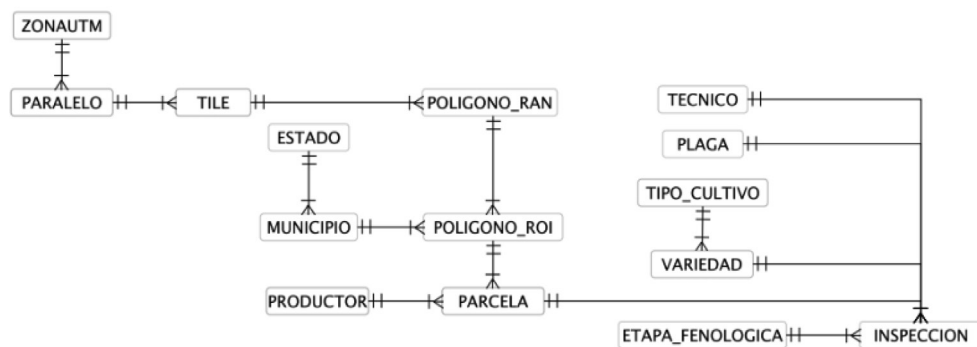 ZONAUTM
PARALELO
TILE
POLIGONO_RAN
TECNICO
ESTADO
PLAGA
TIPO_CULTIVO
MUNICIPIO
POLIGONO_ROI
VARIEDAD
PRODUCTOR
PARCELA
ETAPA_FENOLOGICA
INSPECCION